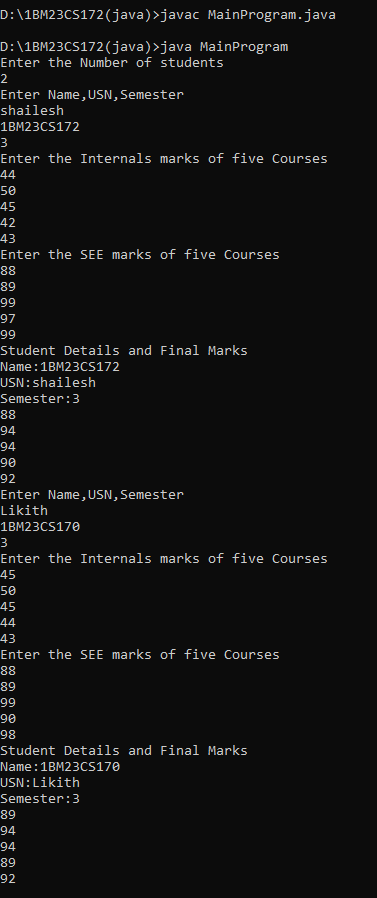 D:\1BM23CS172(java)>javac MainProgram.java
D:\1BM23CS172(java)>java MainProgram
Enter the Number of students
2
Enter Name,USN,Semester
shailesh
1BM23CS172
3
Enter the Internals marks of five Courses
44
50
45
42
43
Enter the SEE marks of five Courses
88
89
99
97
99
Student Details and Final Marks
Name:1BM23CS172
USN:shailesh
Semester:3
88
94
94
90
92
Enter Name,USN,Semester
Likith
1BM23CS170
3
Enter the Internals marks of five Courses
45
50
45
44
43
Enter the SEE marks of five Courses
88
89
99
90
98
Student Details and Final Marks
Name:1BM23CS170
USN:Likith
Semester:3
89
94
94
89
92